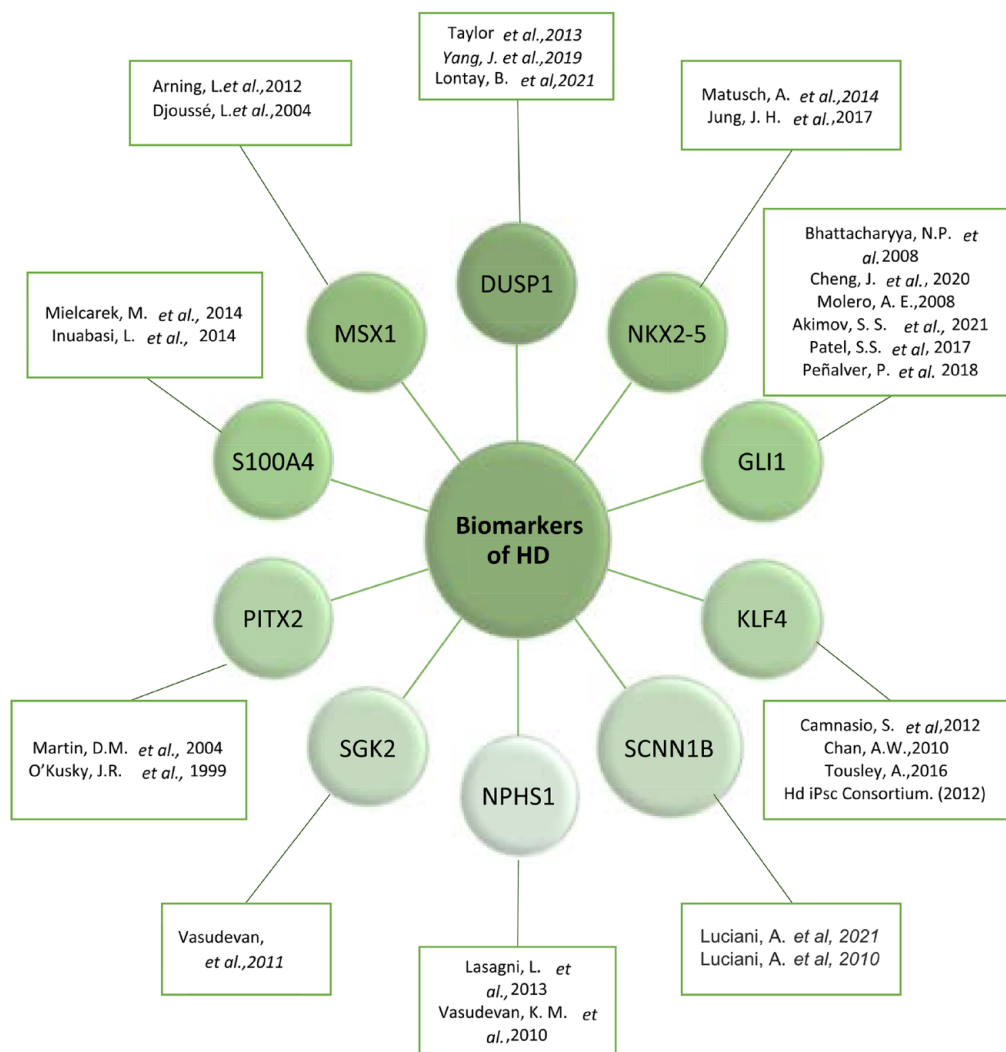 Taylor et al.,2013
Yang, J. et al.,2019
Lontay, B. et al,2021
Arning, L.et al.,2012
Djoussé, L.et al.,2004
Matusch, A. et al.,2014
Jung, J. H. et al.,2017
Bhattacharyya, N.P. et
al.2008
Cheng, J. et al., 2020
Molero, A. E.,2008
Akimov, S. S. et al., 2021
Patel, S.S. et al, 2017
Peñalver, P. et al. 2018
Mielcarek, M. et al., 2014
Inuabasi, L. et al., 2014
DUSP1
MSX1
NKX2-5
S100A4
GLI1
Biomarkers
of HD
PITX2
KLF4
SGK2
SCNN1B
NPHS1
Martin, D.M. et al., 2004
O’Kusky, J.R. et al., 1999
Camnasio, S. et al,2012
Chan, A.W.,2010
Tousley, A.,2016
Hd iPsc Consortium. (2012)
Vasudevan,
et al.,2011
Lasagni, L. et
al.,2013
Vasudevan, K. M. et
al.,2010
Luciani, A. et al, 2021
Luciani, A. et al, 2010